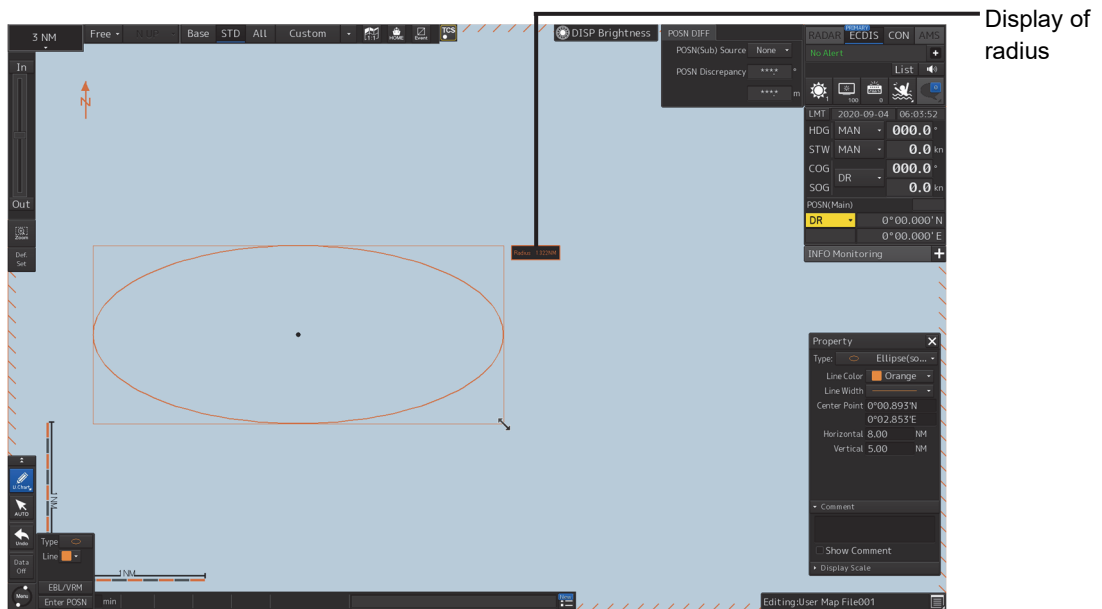 Display of
radius
3 NM
Free
Base STD All Custom
L1:1 HOME Event TCS
DISP Brightness
POSN DIFF
POSN(Sub) Source None
POSN Discrepancy ****.* °
****.* m
PRIMARY
RADAR ECDIS CON AMS
No Alert
List
1 100 0
LMT 2020-09-04 06:03:52
HDG MAN 000.0 °
STW MAN 0.0 kn
COG DR 000.0 °
SOG 0.0 kn
POSN(Main)
DR 0°00.000'N
0°00.000'E
INFO Monitoring
In
N
Out
Zoom
Def.
Set
Radius 1.322NM
Property
Type: Ellipse(so...
Line Color Orange
Line Width
Center Point 0°00.893'N
0°02.853'E
Horizontal 8.00 NM
Vertical 5.00 NM
Comment
Show Comment
Display Scale
U.Chart
AUTO
Undo
Data
Off
Menu
1NM
Type
Line
1NM
EBL/VRM
Enter POSN
min
New
Editing:User Map File001